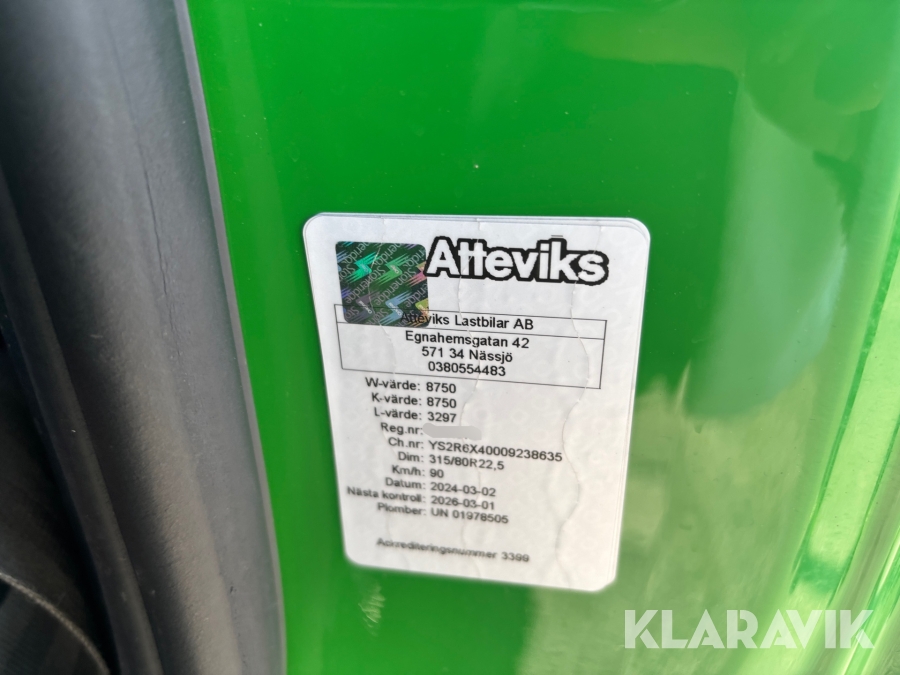 Atteviks
Atteviks Lastbilar AB
Egnahemsgatan 42
571 34 Nässjö
0380554483
W-värde: 8750
K-värde: 8750
L-värde: 3297
Reg.nr:
Ch.nr: YS2R6X40009238635
Dim: 315/80R22,5
Km/h: 90
Datum: 2024-03-02
Nästa kontroll: 2026-03-01
Plomber: UN 01978505
Ackrediteringsnummer 3399
KLARAVIK